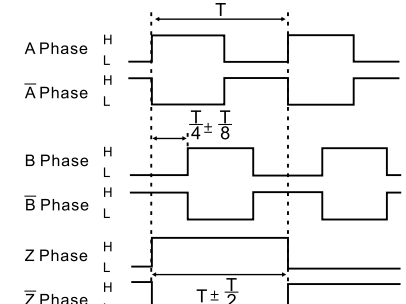 T
A Phase H
L
A̅ Phase H
L
T/4 ± T/8
B Phase H
L
B̅ Phase H
L
Z Phase H
L
T ± T/2
Z̅ Phase H